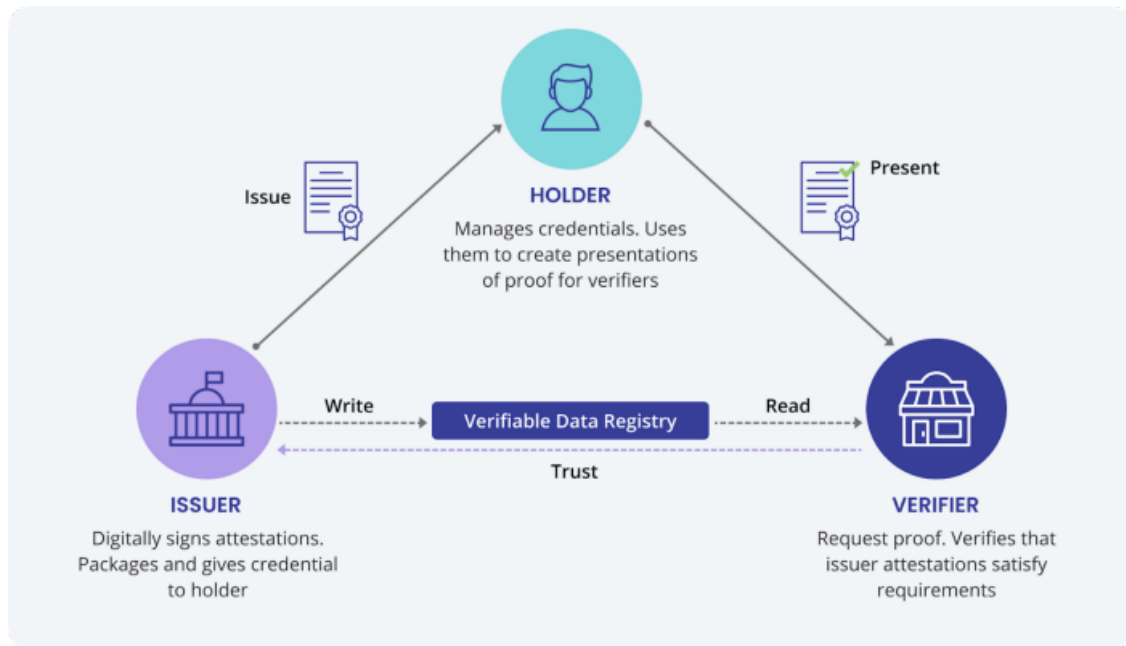 Issue
Present
HOLDER
Manages credentials. Uses
them to create presentations
of proof for verifiers
Write
Verifiable Data Registry
Read
Trust
ISSUER
Digitally signs attestations.
Packages and gives credential
to holder
VERIFIER
Request proof. Verifies that
issuer attestations satisfy
requirements